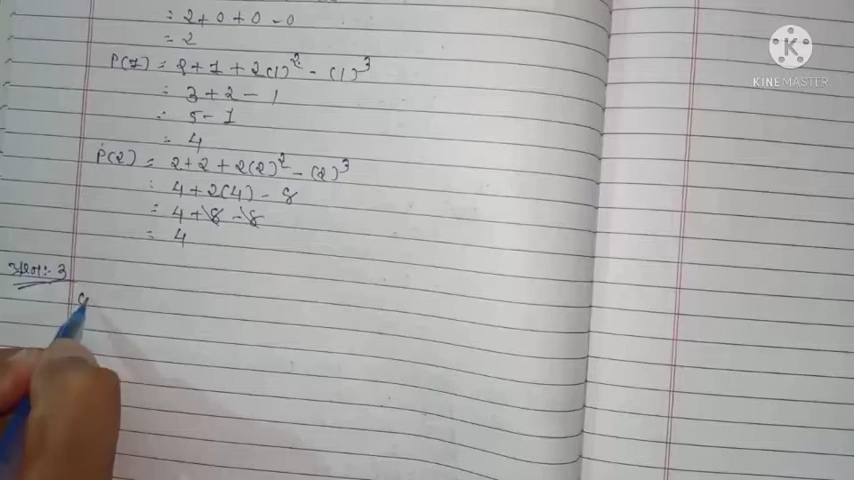 = 2 + 0 + 0 - 0
= 2
P(1) = 2 + 1 + 2(1)² - (1)³
= 3 + 2 - 1
= 5 - 1
= 4
P(2) = 2 + 2 + 2(2)² - (2)³
= 4 + 2(4) - 8
= 4 + 8 - 8
= 4
प्रश्न:- 3
KINEMASTER